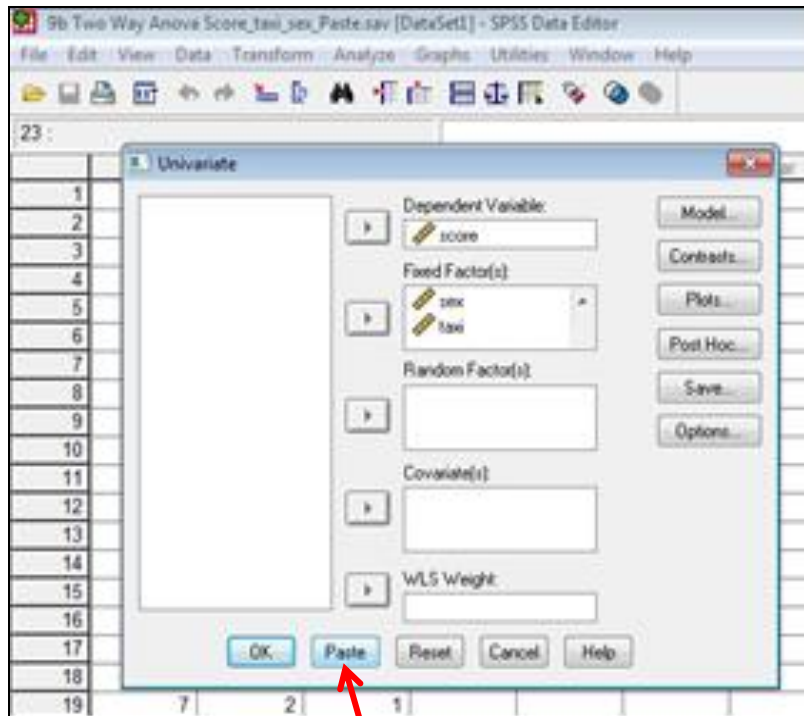 9b Two Way Anova Score_taxi_sex_Paste.sav [DataSet1] - SPSS Data Editor
File Edit View Data Transform Analyze Graphs Utilities Window Help
23 :
Univariate
1
2
3
4
5
6
7
8
9
10
11
12
13
14
15
16
17
18
19 7 2 1
Dependent Variable:
score
Fixed Factor(s):
sex
taxi
Random Factor(s):
Covariate(s):
WLS Weight:
Model...
Contrasts...
Plots...
Post Hoc...
Save...
Options...
OK Paste Reset Cancel Help